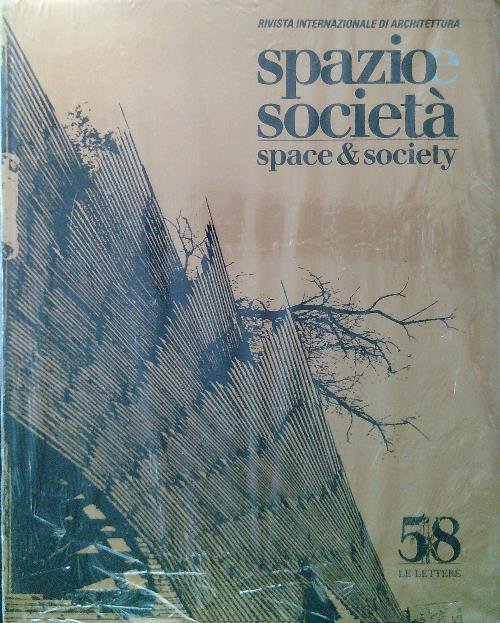 RIVISTA INTERNAZIONALE DI ARCHITETTURA
spazio e
società
space & society
58
LE LETTERE